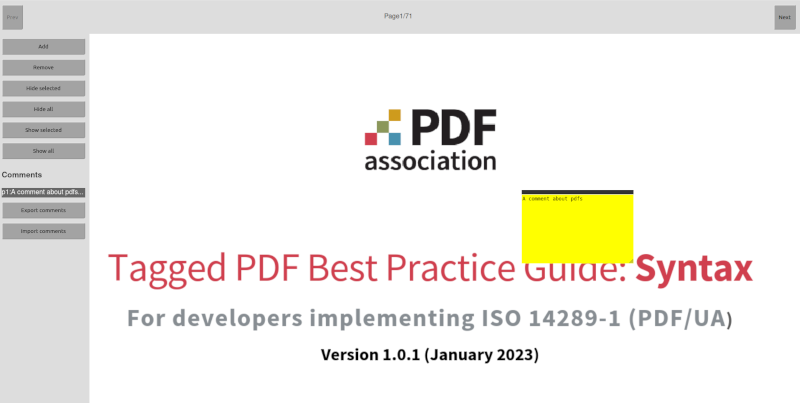 Prev
Page1/71
Next
Add
Remove
Hide selected
Hide all
Show selected
Show all
Comments
p1:A comment about pdfs...
Export comments
Import comments
PDF
association
A comment about pdfs
Tagged PDF Best Practice Guide: Syntax
For developers implementing ISO 14289-1 (PDF/UA)
Version 1.0.1 (January 2023)